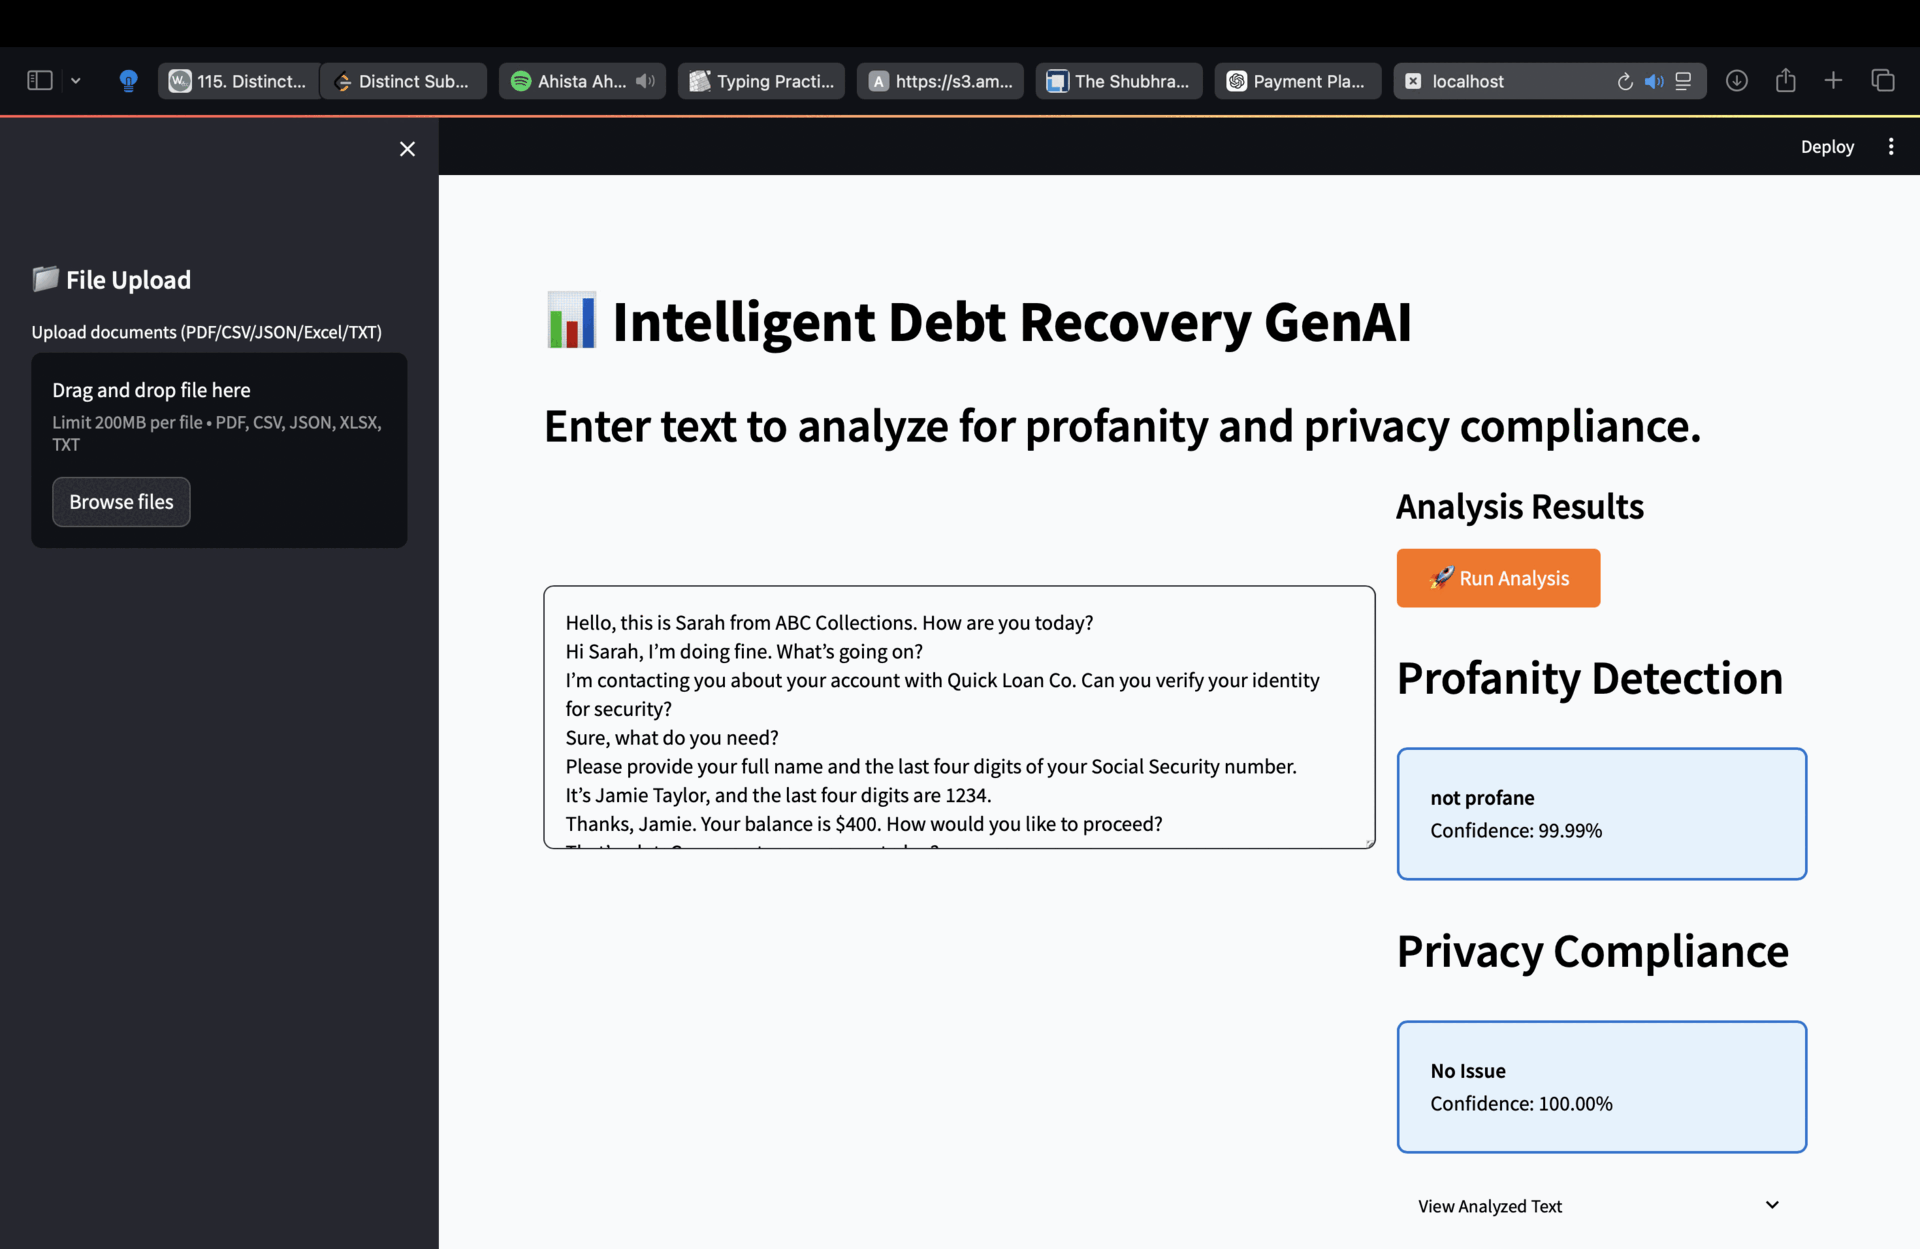 115. Distinct...
Distinct Sub...
Ahista Ah...
Typing Practi...
https://s3.am...
The Shubhra...
Payment Pla...
localhost
Deploy
File Upload
Upload documents (PDF/CSV/JSON/Excel/TXT)
Drag and drop file here
Limit 200MB per file • PDF, CSV, JSON, XLSX,
TXT
Browse files
Intelligent Debt Recovery GenAI
Enter text to analyze for profanity and privacy compliance.
Hello, this is Sarah from ABC Collections. How are you today?
Hi Sarah, I’m doing fine. What’s going on?
I’m contacting you about your account with Quick Loan Co. Can you verify your identity
for security?
Sure, what do you need?
Please provide your full name and the last four digits of your Social Security number.
It’s Jamie Taylor, and the last four digits are 1234.
Thanks, Jamie. Your balance is $400. How would you like to proceed?
Analysis Results
🚀 Run Analysis
Profanity Detection
not profane
Confidence: 99.99%
Privacy Compliance
No Issue
Confidence: 100.00%
View Analyzed Text